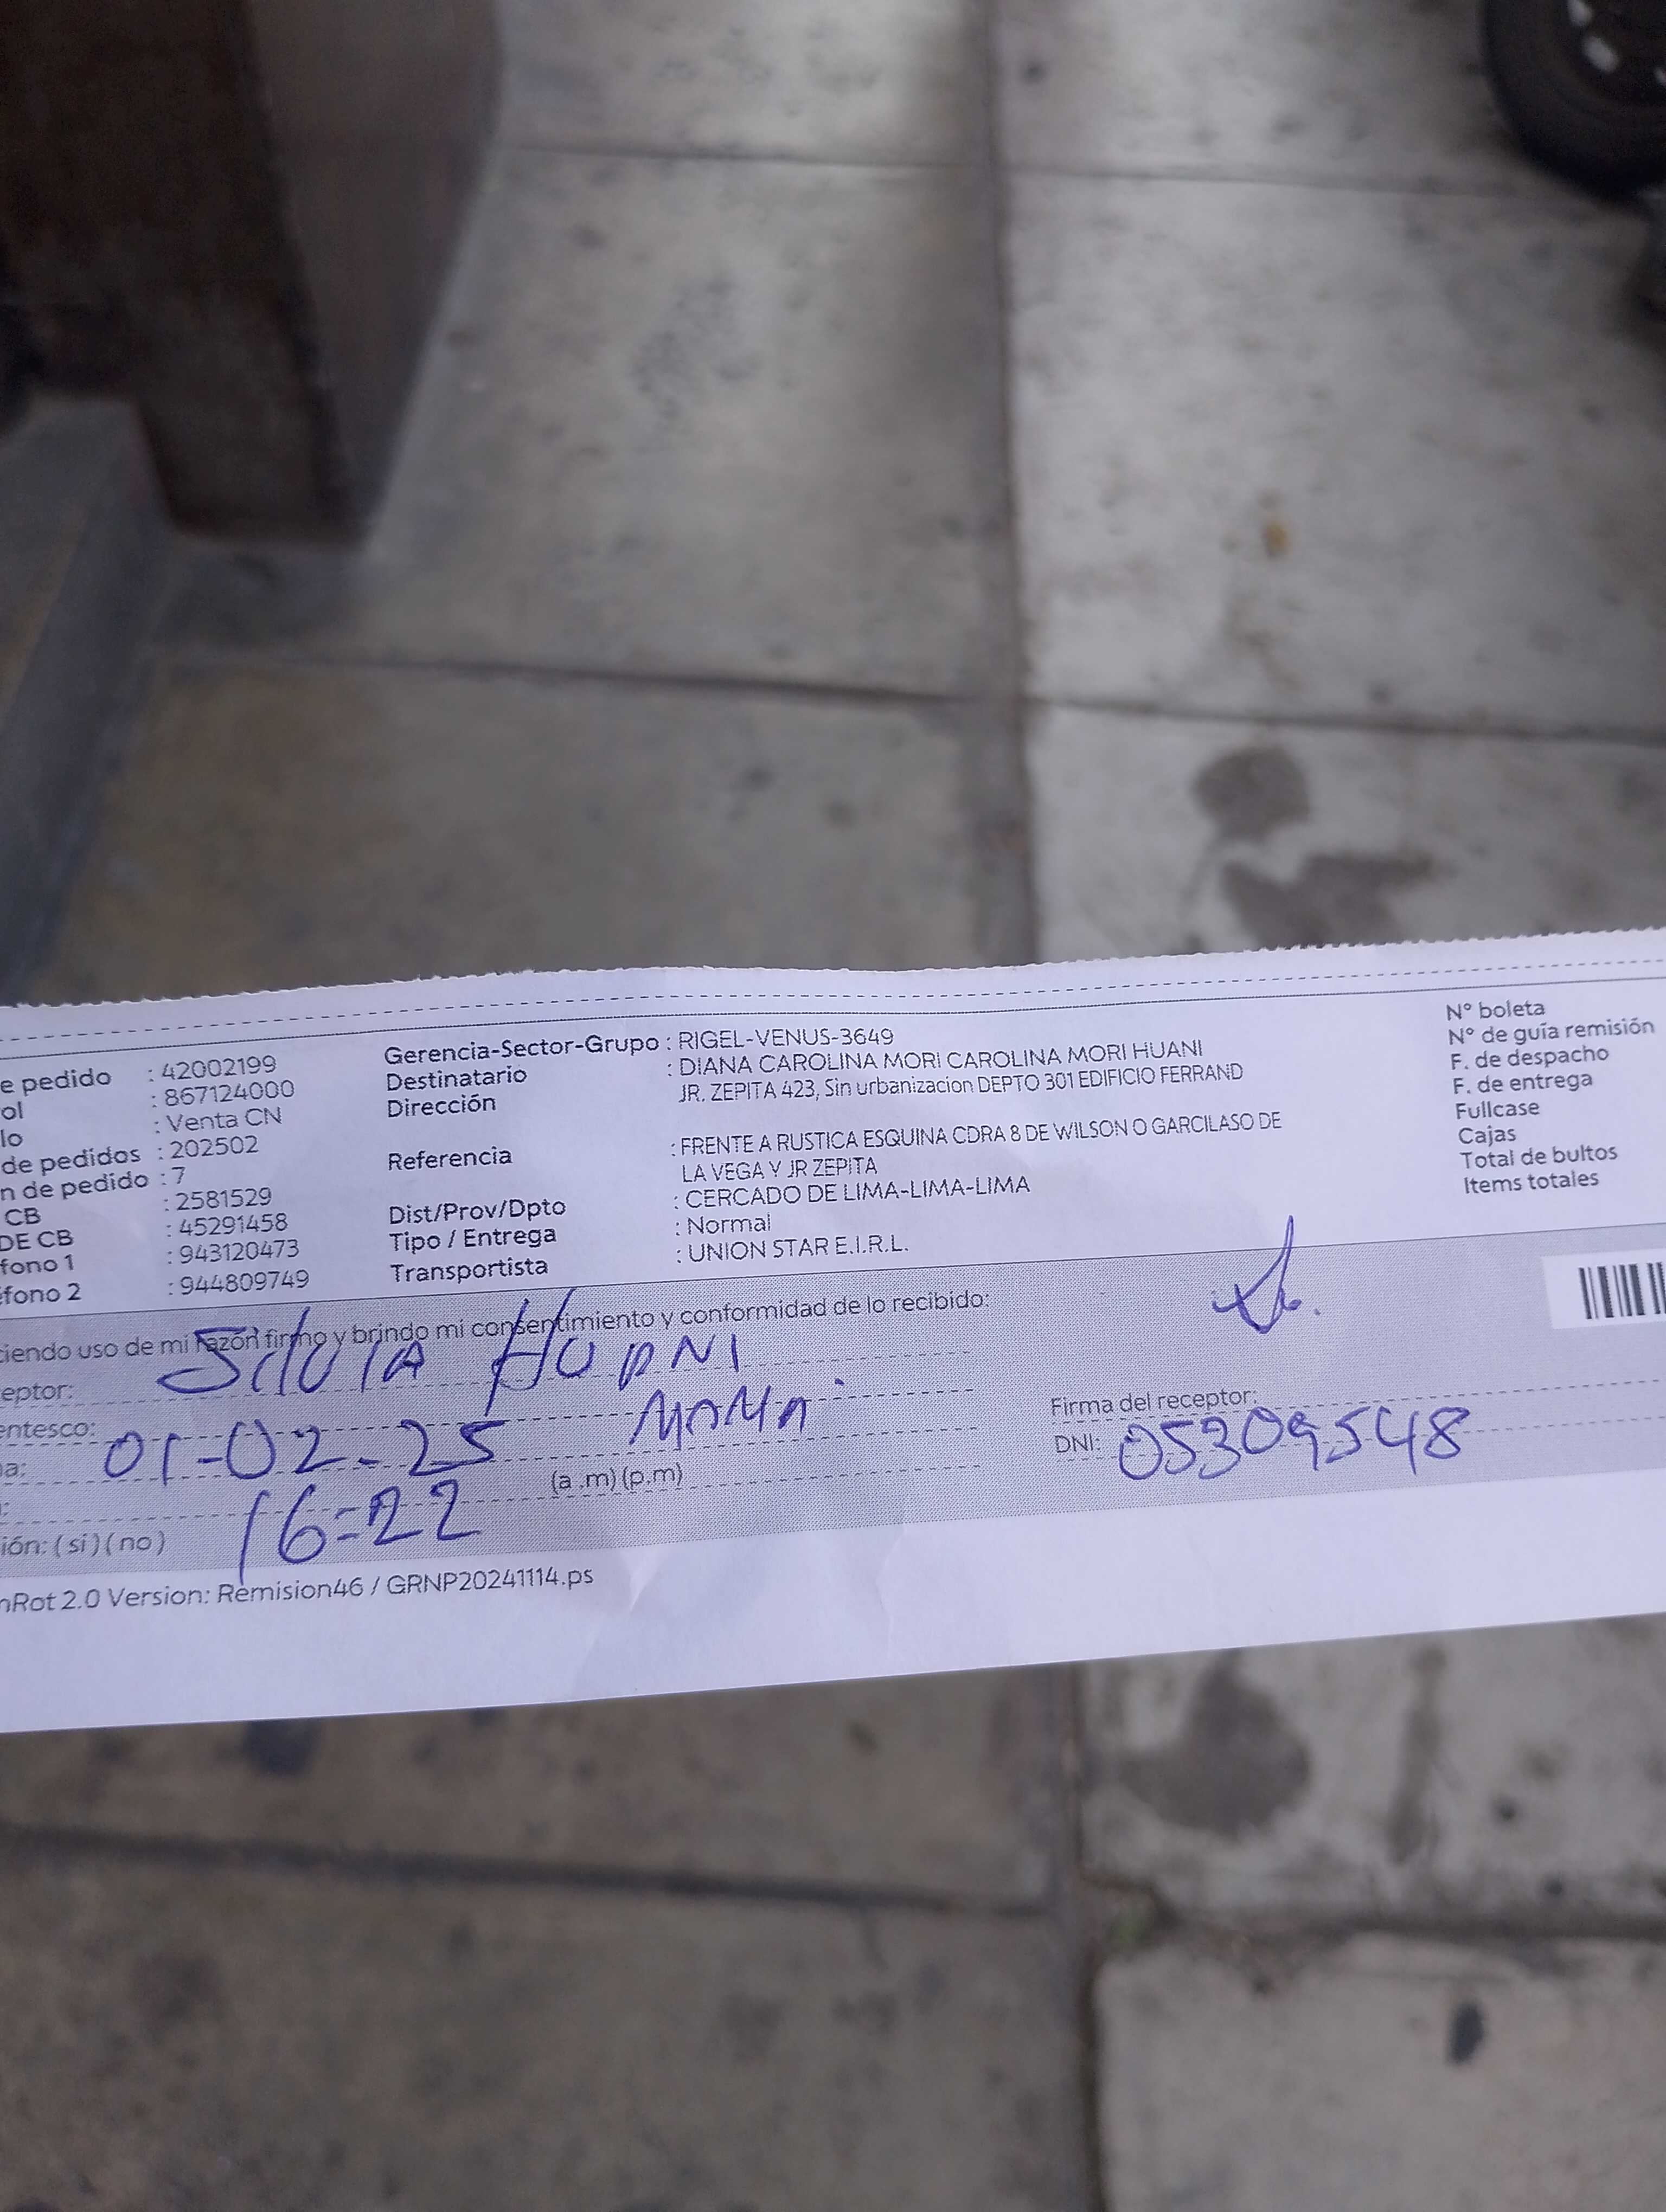 e pedido : 42002199
ol : 867124000
lo : Venta CN
de pedidos : 202502
n de pedido : 7
CB : 2581529
DE CB : 45291458
fono 1 : 943120473
éfono 2 : 944809749
Gerencia-Sector-Grupo : RIGEL-VENUS-3649
Destinatario : DIANA CAROLINA MORI CAROLINA MORI HUANI
Dirección JR. ZEPITA 423, Sin urbanizacion DEPTO 301 EDIFICIO FERRAND
Referencia : FRENTE A RUSTICA ESQUINA CDRA 8 DE WILSON O GARCILASO DE
LA VEGA Y JR ZEPITA
Dist/Prov/Dpto : CERCADO DE LIMA-LIMA-LIMA
Tipo / Entrega : Normal
Transportista : UNION STAR E.I.R.L.
N° boleta
N° de guía remisión
F. de despacho
F. de entrega
Fullcase
Cajas
Total de bultos
Items totales
ciendo uso de mi razón firmo y brindo mi consentimiento y conformidad de lo recibido:
eptor: Silvia HUANI
entesco: MAMA
a: 01-02-25
(a .m) (p.m)
16=22
ión: ( si ) ( no )
Firma del receptor:
DNI: 053095548
nRot 2.0 Version: Remision46 / GRNP20241114.ps